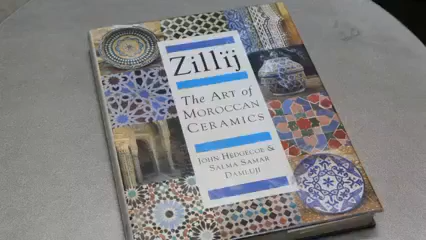 Zillij
THE ART OF
MOROCCAN
CERAMICS
JOHN HEDGECOE &
SALMA SAMAR
DAMLUJI